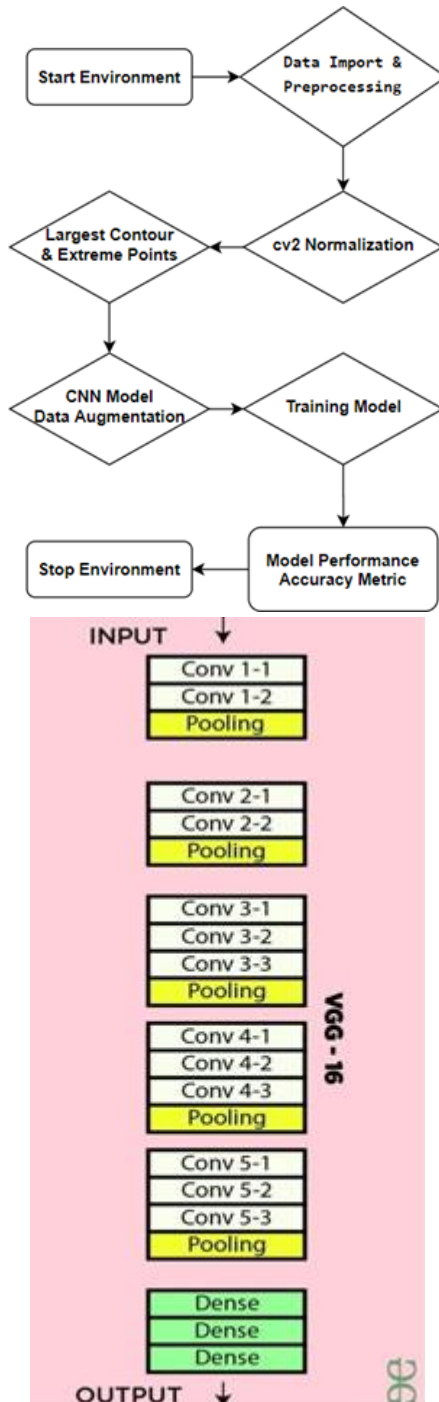 Start Environment
Data Import &
Preprocessing
Largest Contour
& Extreme Points
cv2 Normalization
CNN Model
Data Augmentation
Training Model
Stop Environment
Model Performance
Accuracy Metric
INPUT
Conv 1-1
Conv 1-2
Pooling
Conv 2-1
Conv 2-2
Pooling
Conv 3-1
Conv 3-2
Conv 3-3
Pooling
VGG - 16
Conv 4-1
Conv 4-2
Conv 4-3
Pooling
Conv 5-1
Conv 5-2
Conv 5-3
Pooling
Dense
Dense
Dense
OUTPUT